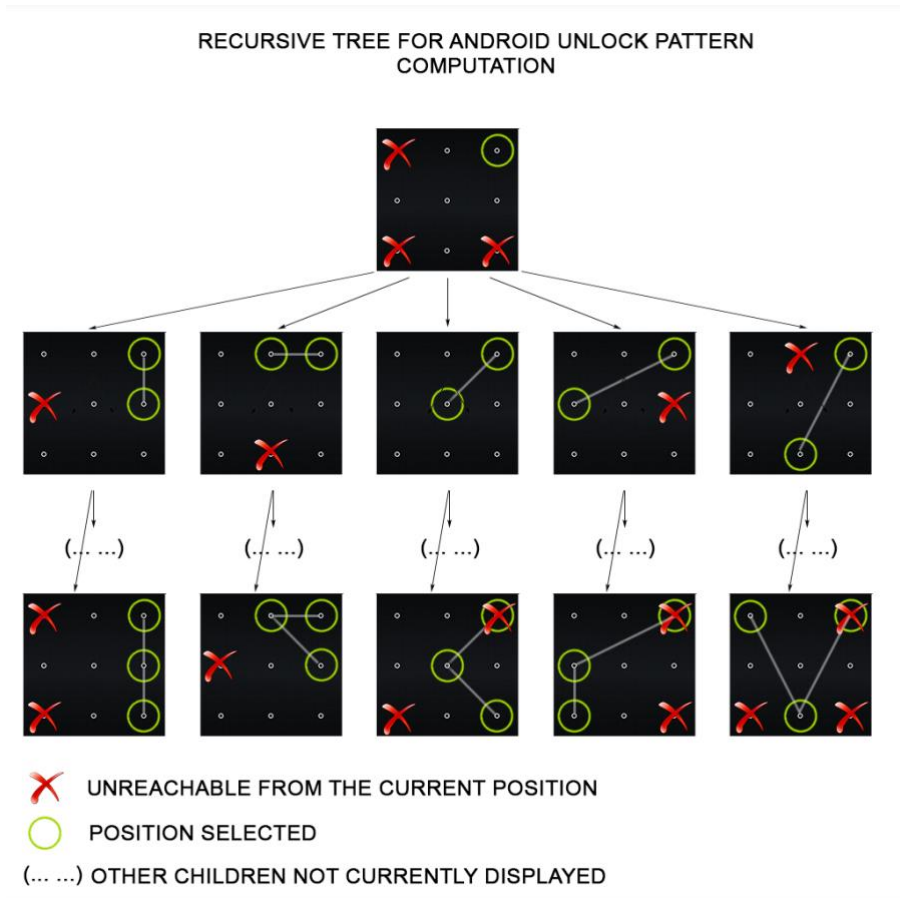 RECURSIVE TREE FOR ANDROID UNLOCK PATTERN
COMPUTATION
(... ...) (... ...) (... ...) (... ...) (... ...)
UNREACHABLE FROM THE CURRENT POSITION
POSITION SELECTED
(... ...) OTHER CHILDREN NOT CURRENTLY DISPLAYED